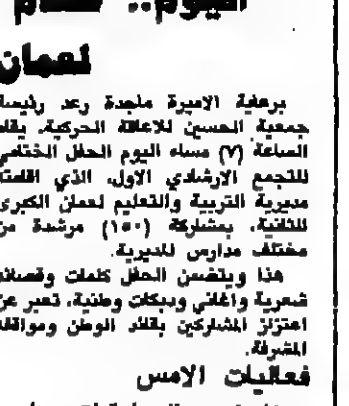 اليوم..
لعمان
برعاية الاميرة ماجدة رعد رئيسة
جمعية الحسين للاعاقة الحركية، يقام
الساعة (٧) مساء اليوم الحفل الختامي
للتجمع الارشادي الاول، الذي اقامته
مديرية التربية والتعليم لعمان الكبرى
الثانية، بمشاركة (١٥٠) مرشدة من
مختلف مدارس المديرية.
هذا ويتضمن الحفل كلمات وقصائد
شعرية واغاني ودبكات وطنية، تعبر عن
اعتزاز المشاركين بقائد الوطن ومواقفه
المشرفة.
فعاليات الامس